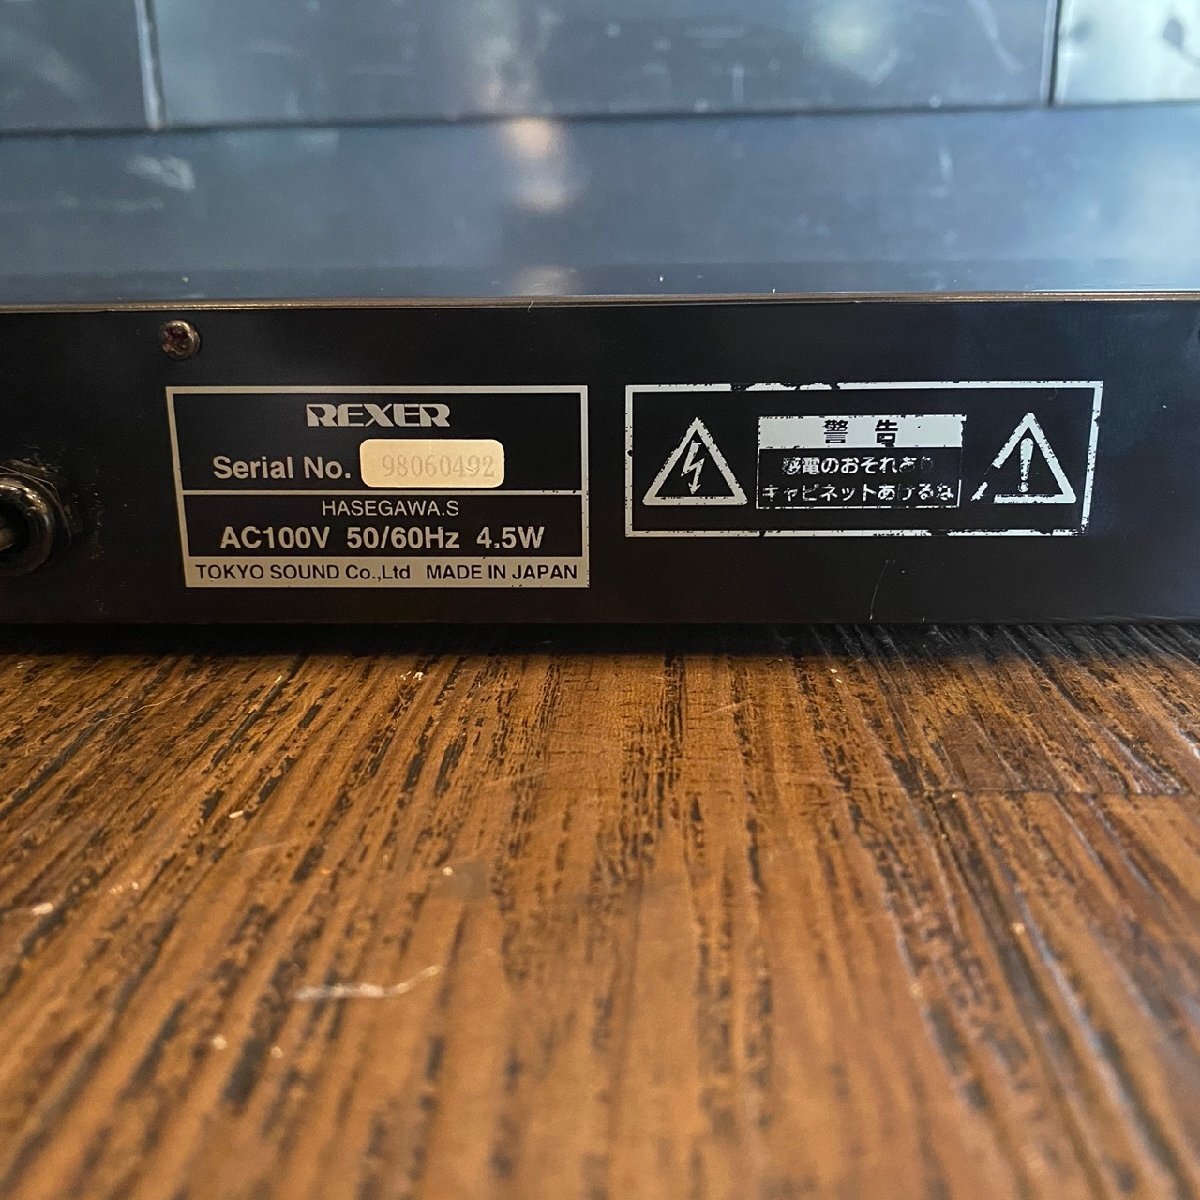 REXER
Serial No. 98060492
HASEGAWA.S
AC100V 50/60Hz 4.5W
TOKYO SOUND Co.,Ltd MADE IN JAPAN
警告
感電のおそれあり
キャビネットあけるな